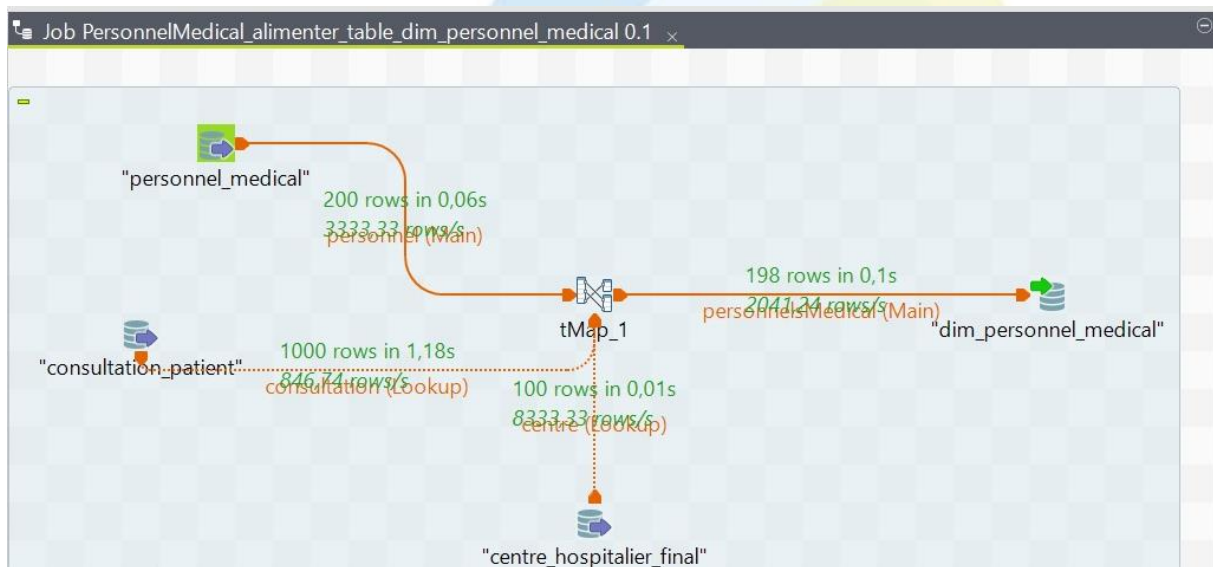 Job PersonnelMedical_alimenter_table_dim_personnel_medical 0.1
"personnel_medical"
200 rows in 0,06s
3333,33 rows/s
personnel (Main)
198 rows in 0,1s
2041,24 rows/s
personnelsMedical (Main)
tMap_1
"dim_personnel_medical"
"consultation_patient"
1000 rows in 1,18s
846,74 rows/s
consultation (Lookup)
100 rows in 0,01s
8333,33 rows/s
centre (Lookup)
"centre_hospitalier_final"